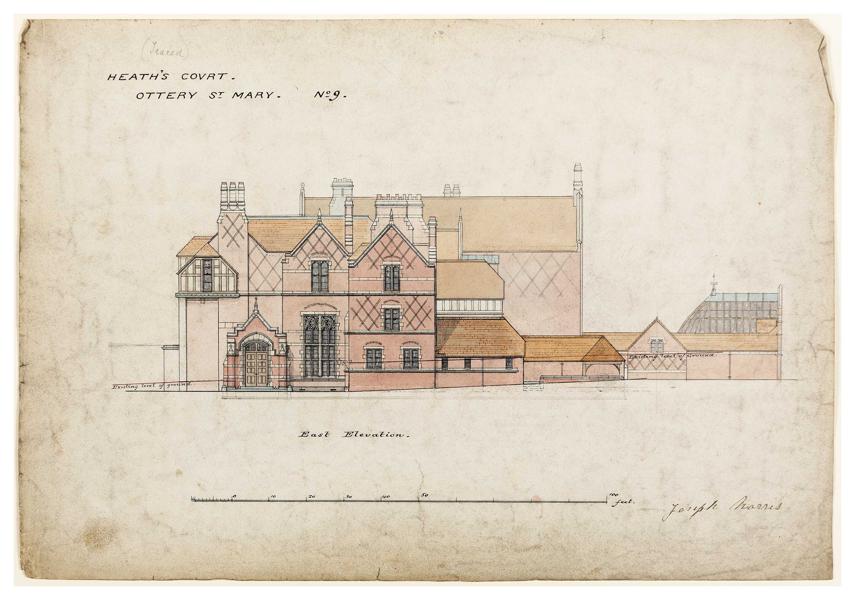 (Traced)
HEATH'S COVRT.
OTTERY ST MARY. No 9.
Existing level of ground
Existing level of ground
East Elevation.
0 10 20 30 40 50 100 feet.
Joseph Morris